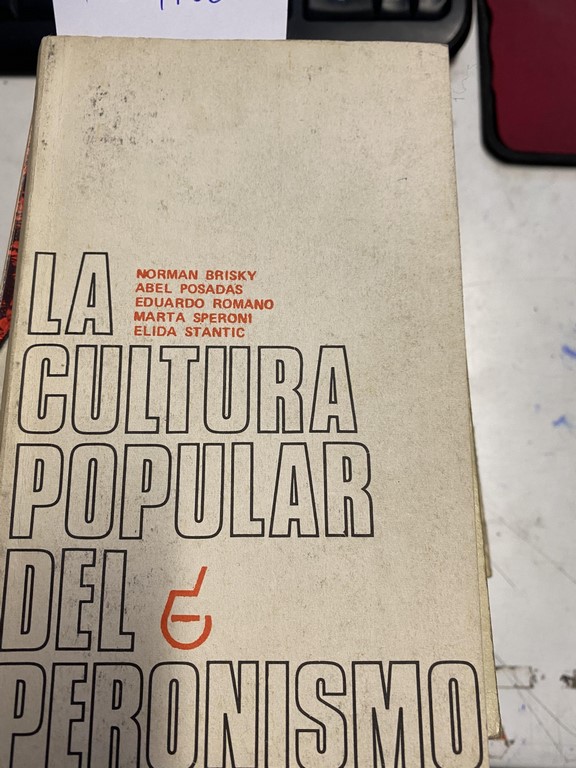 LA
NORMAN BRISKY
ABEL POSADAS
EDUARDO ROMANO
MARTA SPERONI
ELIDA STANTIC
CULTURA
POPULAR
DEL
PERONISMO